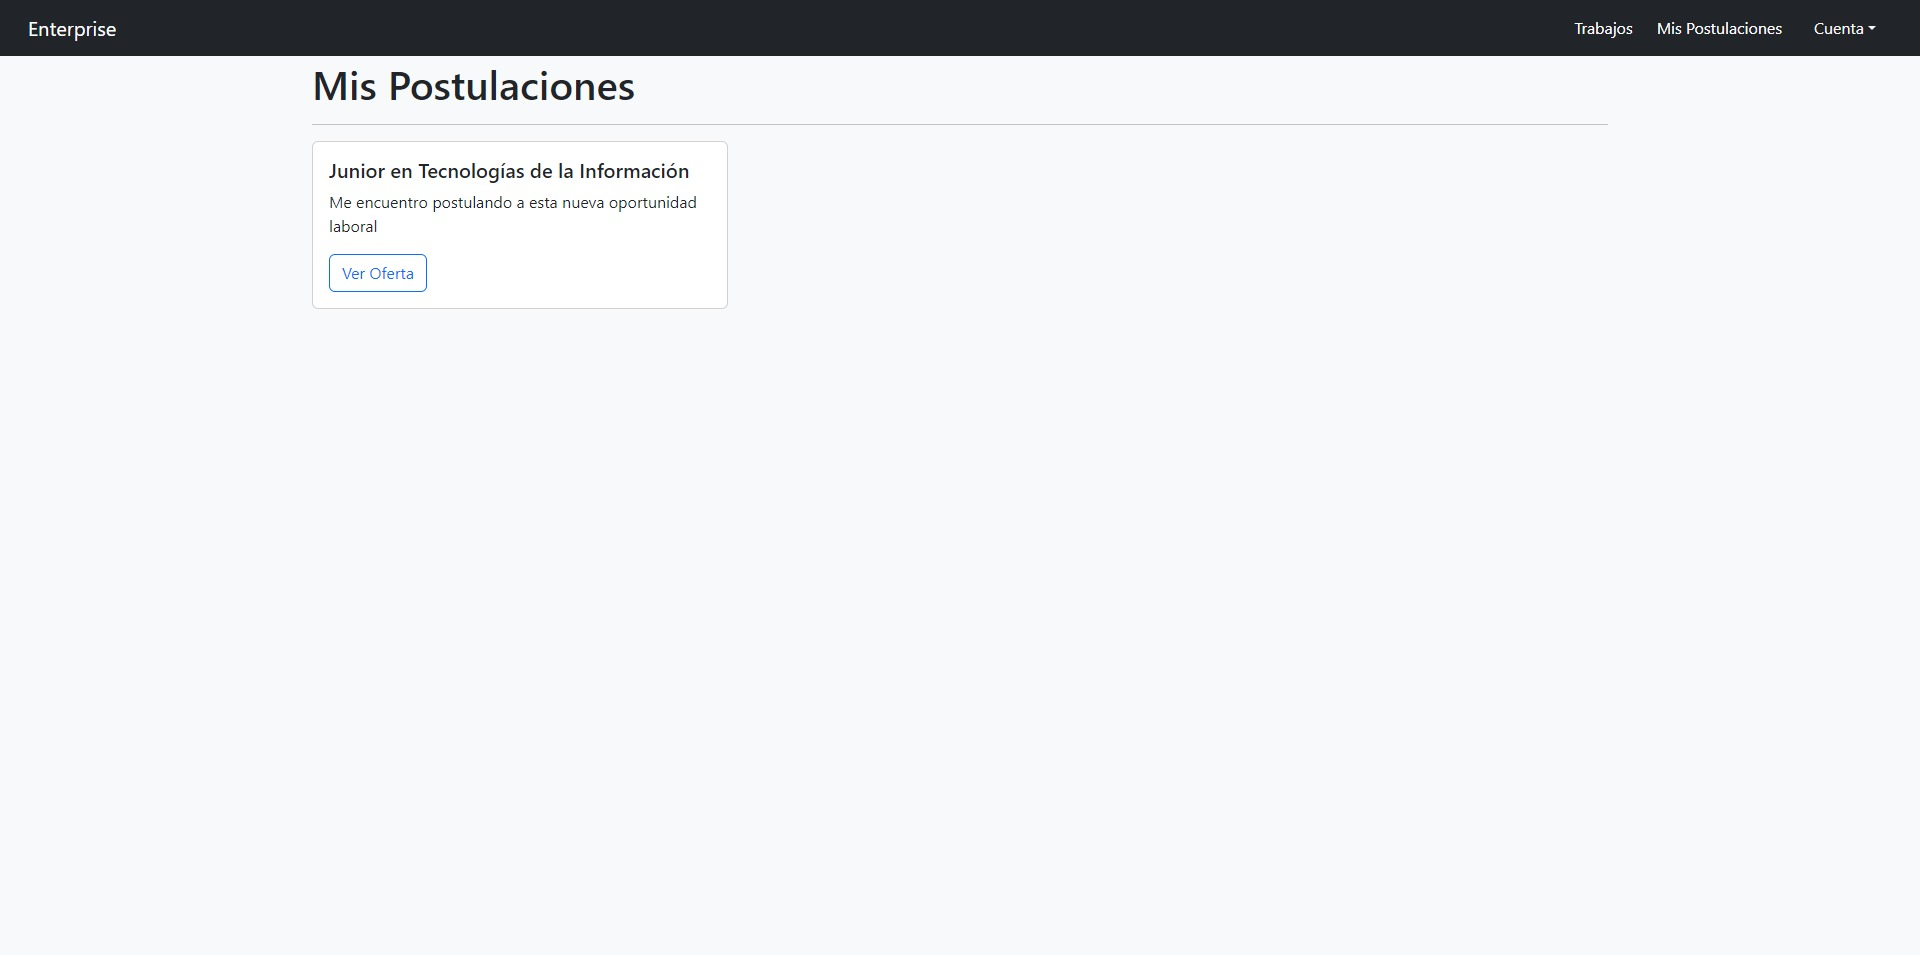 Enterprise
Trabajos
Mis Postulaciones
Cuenta
Mis Postulaciones
Junior en Tecnologías de la Información
Me encuentro postulando a esta nueva oportunidad
laboral
Ver Oferta